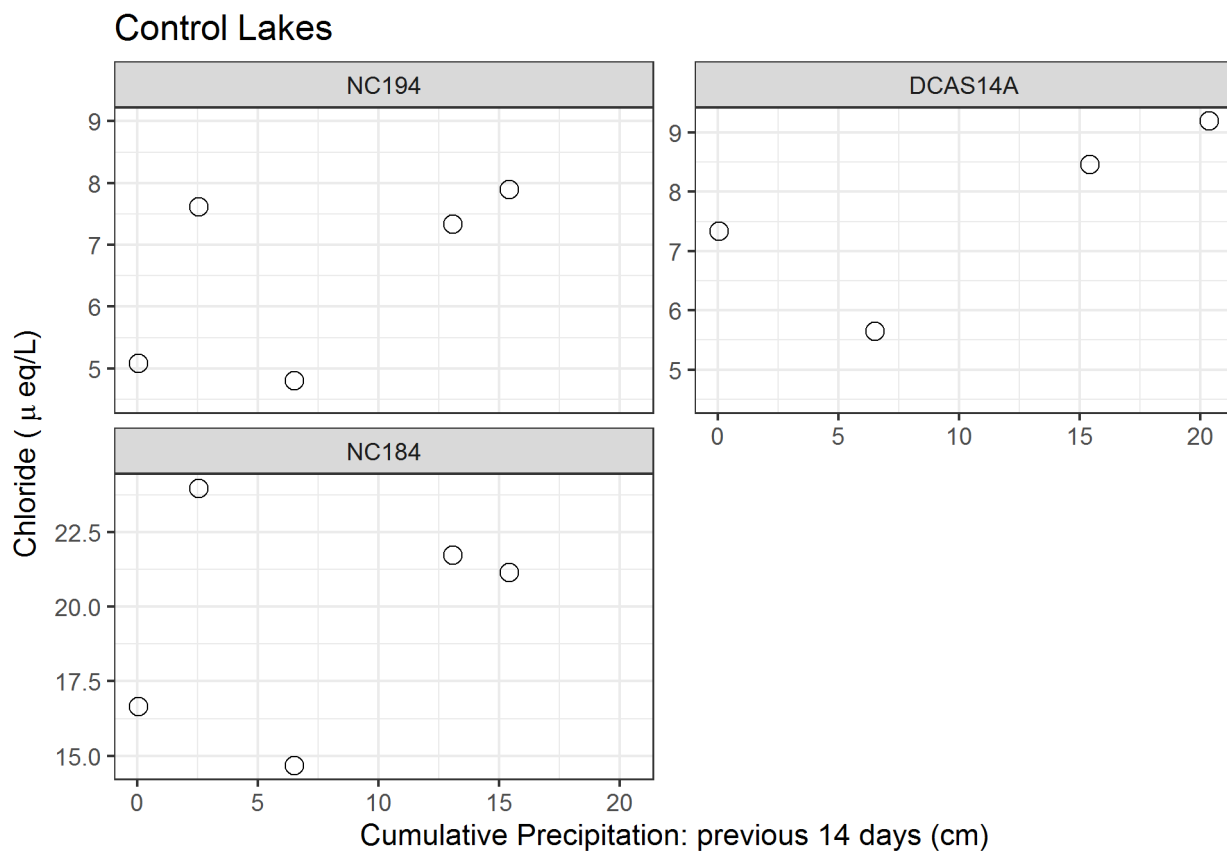 Control Lakes
NC194
9
8
7
6
5
DCAS14A
9
8
7
6
5
0 5 10 15 20
NC184
22.5
20.0
17.5
15.0
0 5 10 15 20
Chloride ( μ eq/L)
Cumulative Precipitation: previous 14 days (cm)